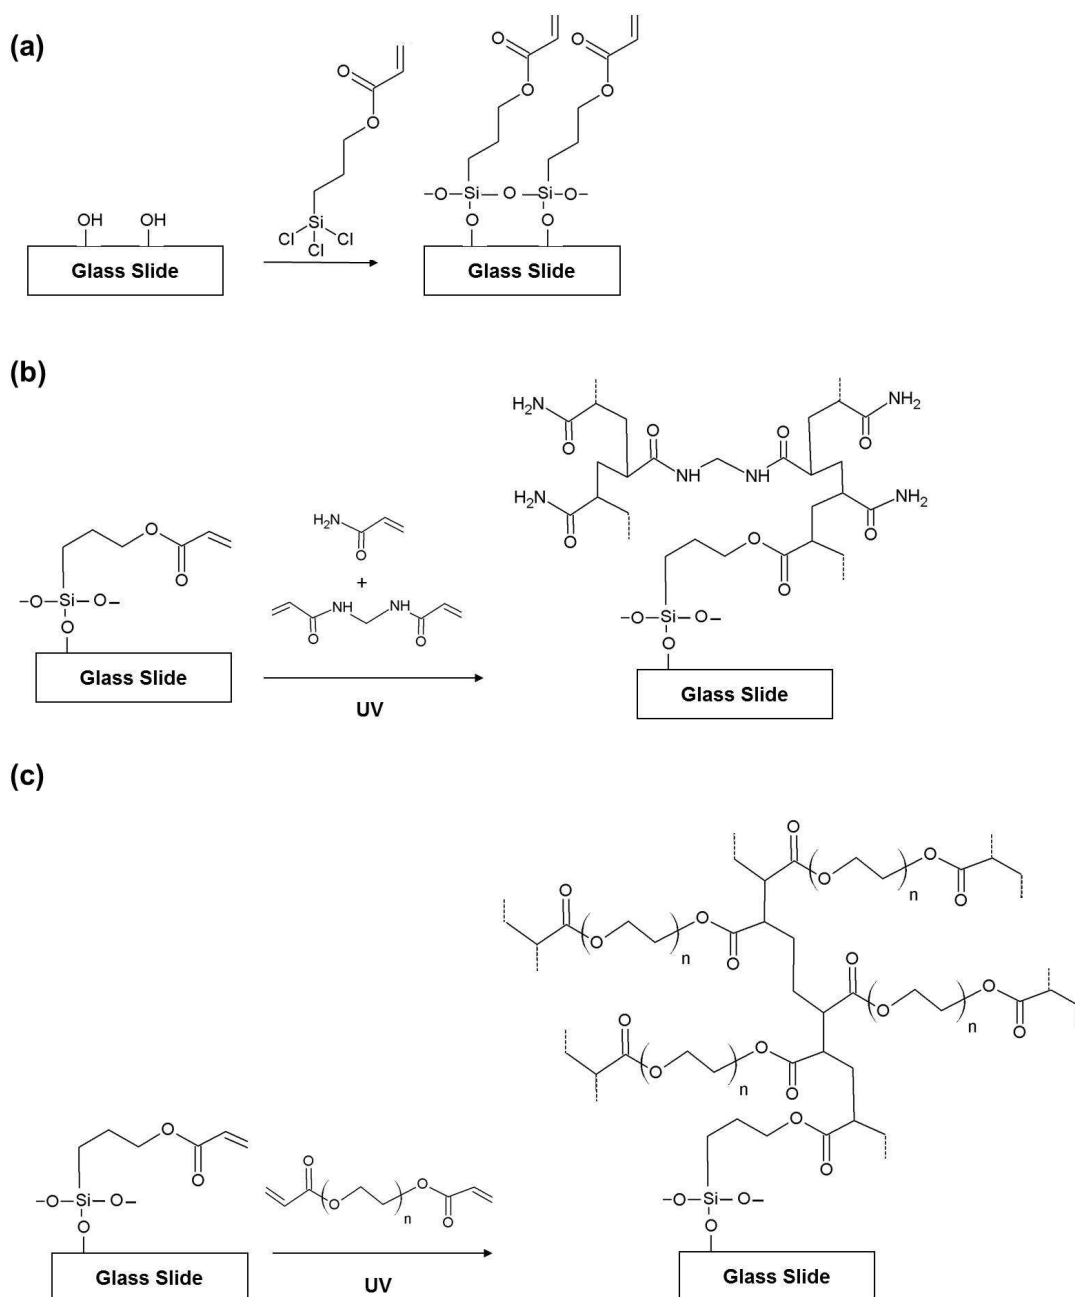 (a)
O
O
OH OH
Si
Cl Cl
Cl
Glass Slide
O O
O O
–O–Si–O–Si–O–
O O
Glass Slide
(b)
O
O
–O–Si–O–
O
Glass Slide
H₂N
O
+
NH NH
O O
UV
H₂N O O NH₂
O NH NH O
H₂N O O NH₂
O
O
–O–Si–O–
O
Glass Slide
(c)
O
O
–O–Si–O–
O
Glass Slide
O
O ( ) n O
O
UV
O
O ( ) n O
O
O
O ( ) n O
O
O
O ( ) n O
O
O
O ( ) n O
O
O
O
–O–Si–O–
O
Glass Slide